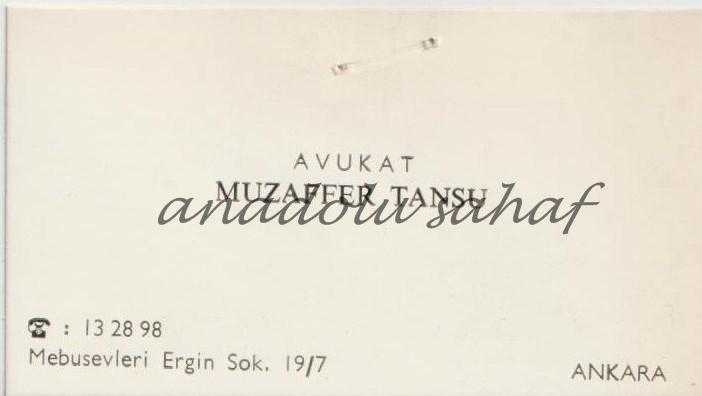 AVUKAT
MUZAFFER TANSU
anadolu sahaf
☎ : 13 28 98
Mebusevleri Ergin Sok. 19/7
ANKARA